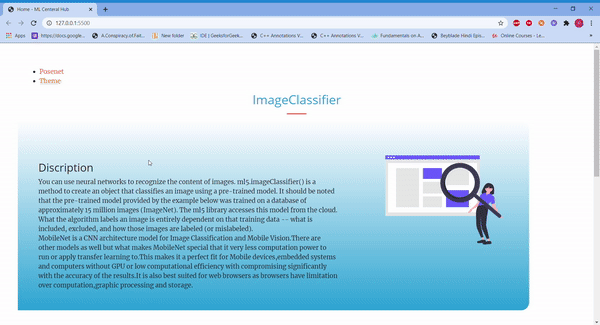 Home - ML Centeral Hub
127.0.0.1:5500
Apps
https://docs.google...
A.Conspiracy.of.Fait...
New folder
IDE | GeeksforGeek...
C++ Annotations V...
C++ Annotations V...
Fundamentals on A...
Beyblade Hindi Epis...
Online Courses - Le...
Posenet
Theme
ImageClassifier
Discription
You can use neural networks to recognize the content of images. ml5.imageClassifier() is a
method to create an object that classifies an image using a pre-trained model. It should be noted
that the pre-trained model provided by the example below was trained on a database of
approximately 15 million images (ImageNet). The ml5 library accesses this model from the cloud.
What the algorithm labels an image is entirely dependent on that training data -- what is
included, excluded, and how those images are labeled (or mislabeled).
MobileNet is a CNN architecture model for Image Classification and Mobile Vision.There are
other models as well but what makes MobileNet special that it very less computation power to
run or apply transfer learning to.This makes it a perfect fit for Mobile devices,embedded systems
and computers without GPU or low computational efficiency with compromising significantly
with the accuracy of the results.It is also best suited for web browsers as browsers have limitation
over computation,graphic processing and storage.